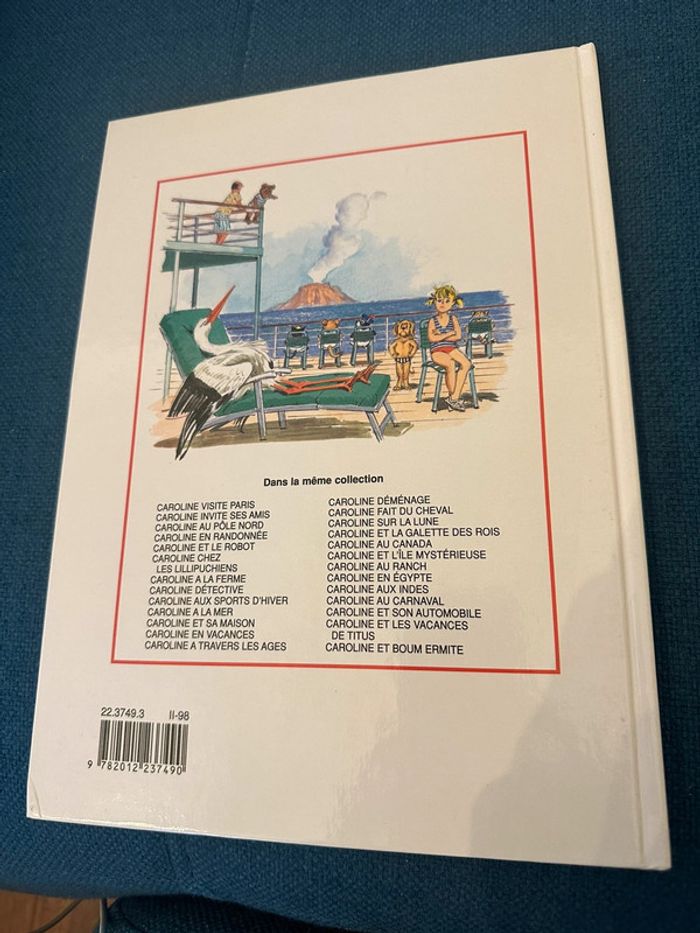 Dans la même collection
CAROLINE VISITE PARIS
CAROLINE INVITE SES AMIS
CAROLINE AU PÔLE NORD
CAROLINE EN RANDONNÉE
CAROLINE ET LE ROBOT
CAROLINE CHEZ
LES LILLIPUCHIENS
CAROLINE A LA FERME
CAROLINE DÉTECTIVE
CAROLINE AUX SPORTS D'HIVER
CAROLINE A LA MER
CAROLINE ET SA MAISON
CAROLINE EN VACANCES
CAROLINE A TRAVERS LES AGES
CAROLINE DÉMÉNAGE
CAROLINE FAIT DU CHEVAL
CAROLINE SUR LA LUNE
CAROLINE ET LA GALETTE DES ROIS
CAROLINE AU CANADA
CAROLINE ET L'ÎLE MYSTÉRIEUSE
CAROLINE AU RANCH
CAROLINE EN ÉGYPTE
CAROLINE AUX INDES
CAROLINE AU CARNAVAL
CAROLINE ET SON AUTOMOBILE
CAROLINE ET LES VACANCES
DE TITUS
CAROLINE ET BOUM ERMITE
22.3749.3 II-98
9 782012 237490